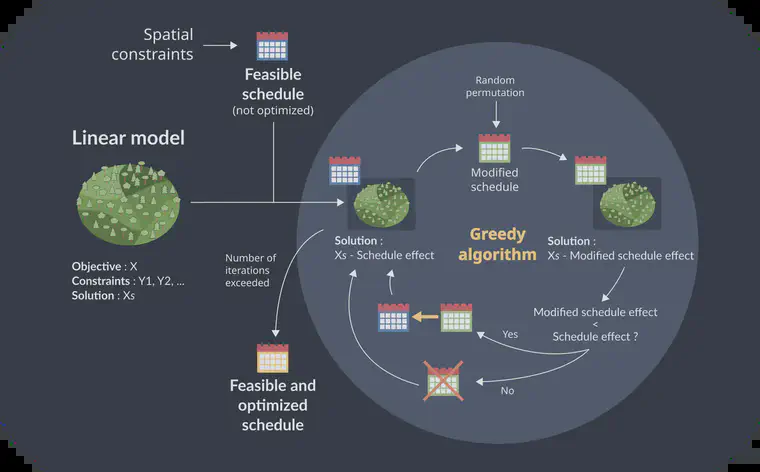 Spatial
constraints
Feasible
schedule
(not optimized)
Linear model
Objective : X
Constraints : Y1, Y2, ...
Solution : Xs
Random
permutation
Modified
schedule
Solution :
Xs - Schedule effect
Greedy
algorithm
Solution :
Xs - Modified schedule effect
Number of
iterations
exceeded
Modified schedule effect
<
Schedule effect ?
Yes
No
Feasible and
optimized
schedule